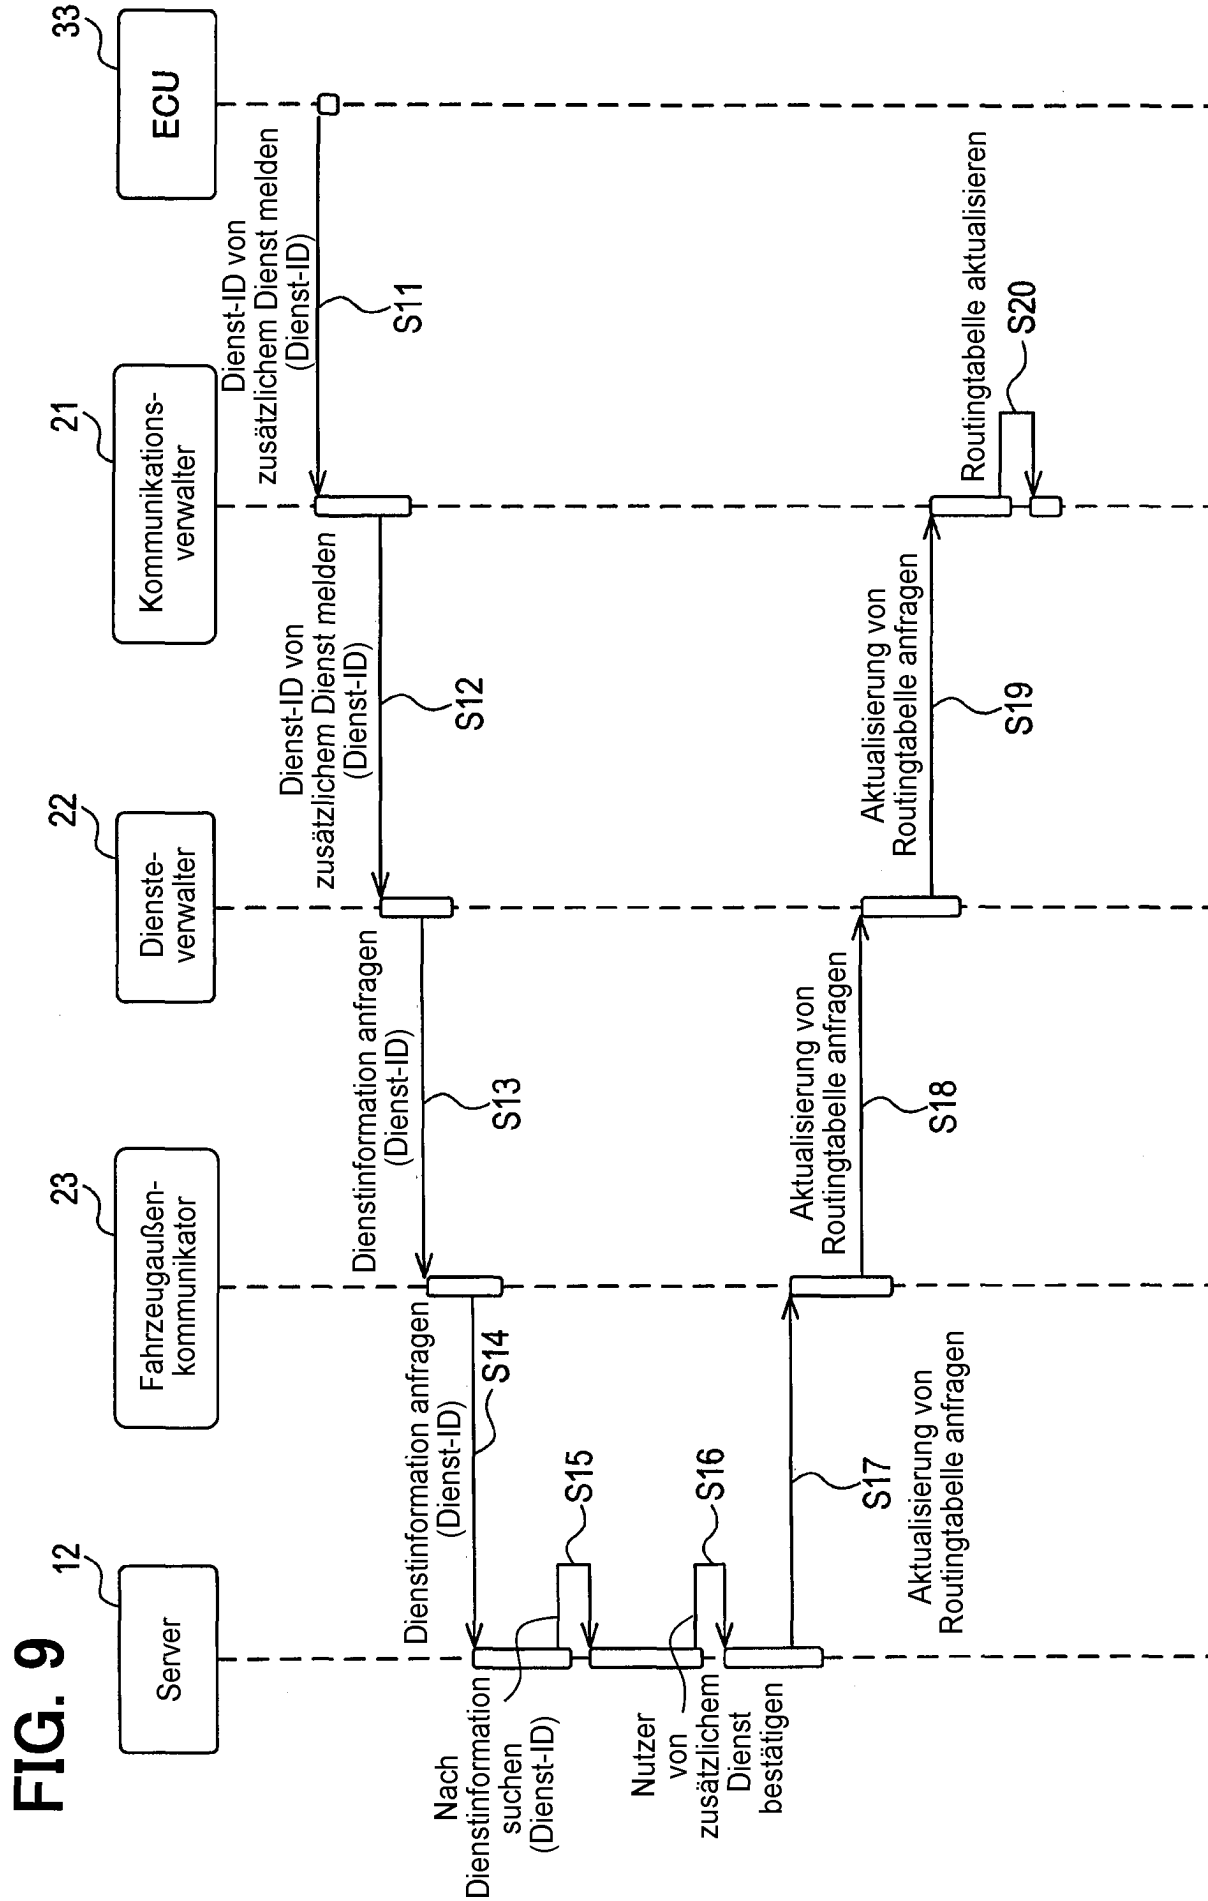 FIG. 9
12
Server
23
Fahrzeugaußen-
kommunikator
22
Dienste-
verwalter
21
Kommunikations-
verwalter
33
ECU
Dienst-ID von
zusätzlichem Dienst melden
(Dienst-ID)
S11
Dienst-ID von
zusätzlichem Dienst melden
(Dienst-ID)
S12
Dienstinformation anfragen
(Dienst-ID)
S13
Dienstinformation anfragen
(Dienst-ID)
S14
Nach
Dienstinformation
suchen
(Dienst-ID)
S15
Nutzer
von
zusätzlichem
Dienst
bestätigen
S16
S17
Aktualisierung von
Routingtabelle anfragen
Aktualisierung von
Routingtabelle anfragen
S18
Aktualisierung von
Routingtabelle anfragen
S19
Routingtabelle aktualisieren
S20